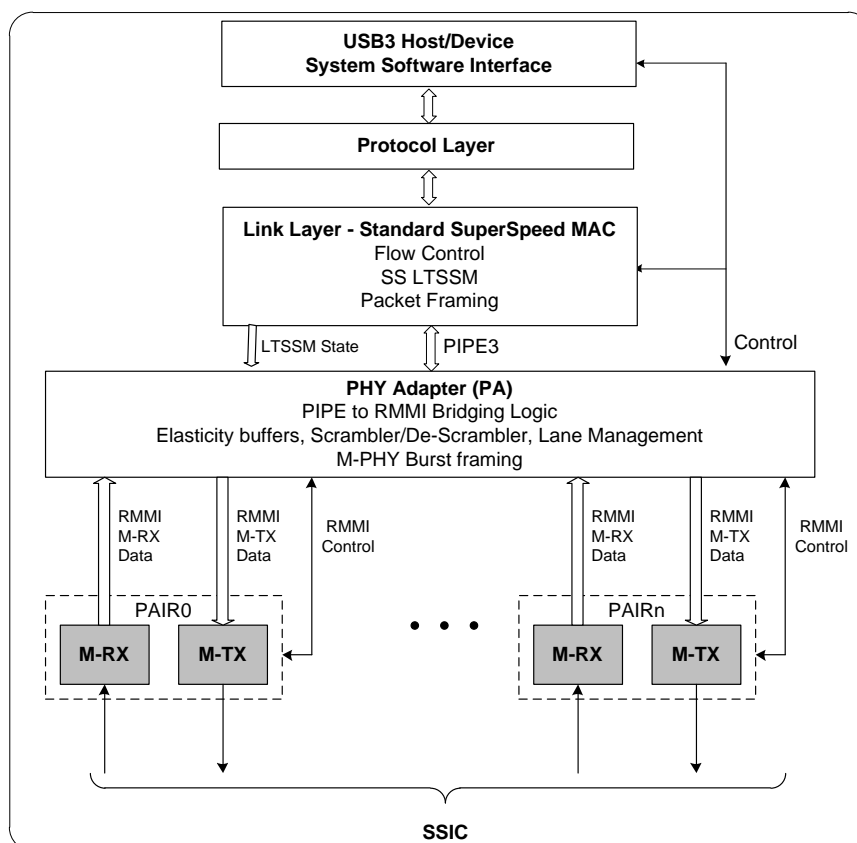 USB3 Host/Device
System Software Interface
Protocol Layer
Link Layer - Standard SuperSpeed MAC
Flow Control
SS LTSSM
Packet Framing
LTSSM State
PIPE3
Control
PHY Adapter (PA)
PIPE to RMMI Bridging Logic
Elasticity buffers, Scrambler/De-Scrambler, Lane Management
M-PHY Burst framing
RMMI
M-RX
Data
RMMI
M-TX
Data
RMMI
Control
RMMI
M-RX
Data
RMMI
M-TX
Data
RMMI
Control
PAIR0
M-RX
M-TX
PAIRn
M-RX
M-TX
SSIC